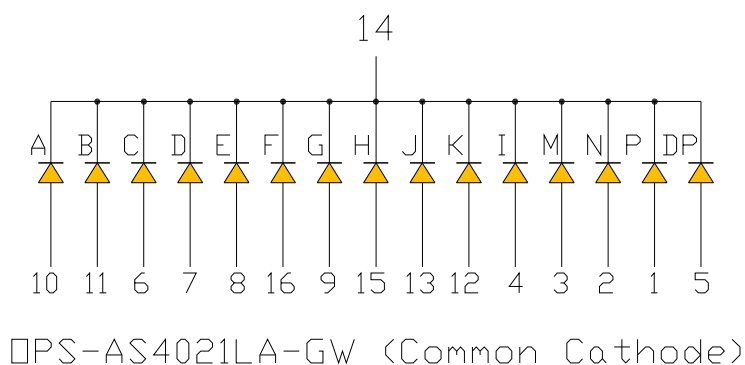 14
A B C D E F G H J K I M N P DP
10 11 6 7 8 16 9 15 13 12 4 3 2 1 5
OPS-AS4021LA-GW (Common Cathode)